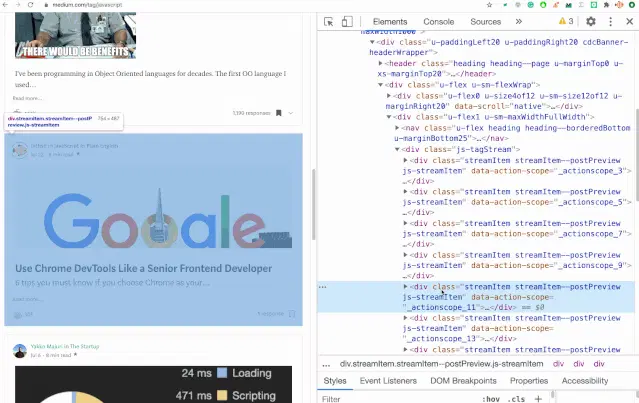 medium.com/tag/javascript
THERE WOULD BE BENEFITS
I've been programming in Object Oriented languages for decades. The first OO language I
used…
Read more...
responses
div.streamItem.streamItem--postPreview.js-streamItem
Use Chrome DevTools Like a Senior Frontend Developer
6 tips you must know if you choose Chrome as your…
Read more...
Yakko Majuri in The Startup
Jul 6 · 8 min read
24 ms Loading
471 ms Scripting
Elements Console Sources » 3
<div class="u-paddingLeft20 u-paddingRight20 cdcBanner-
headerWrapper">
<header class="heading heading--page u-marginTop0 u-
xs-marginTop20">…</header>
<div class="u-flex u-sm-flexWrap">
<div class="u-flex0 u-size4of12 u-sm-size12of12 u-
marginRight20" data-scroll="native">…</div>
<div class="u-flex1 u-sm-maxWidthFullWidth">
<nav class="u-flex heading heading--borderedBottom
u-marginBottom25">…</nav>
<div class="js-tagStream">
<div class="streamItem streamItem--postPreview
js-streamItem" data-action-scope="_actionscope_3">
…</div>
<div class="streamItem streamItem--postPreview
js-streamItem" data-action-scope="_actionscope_5">
…</div>
<div class="streamItem streamItem--postPreview
js-streamItem" data-action-scope="_actionscope_7">
…</div>
<div class="streamItem streamItem--postPreview
js-streamItem" data-action-scope="_actionscope_9">
…</div>
<div class="streamItem streamItem--postPreview
js-streamItem" data-action-scope=
"_actionscope_11">…</div> == $0
<div class="streamItem streamItem--postPreview
js-streamItem" data-action-scope=
"_actionscope_13">…</div>
<div class="streamItem streamItem--postPreview
… div.streamItem.streamItem--postPreview.js-streamItem div div div
Styles Event Listeners DOM Breakpoints Properties Accessibility
Filter :hov .cls +